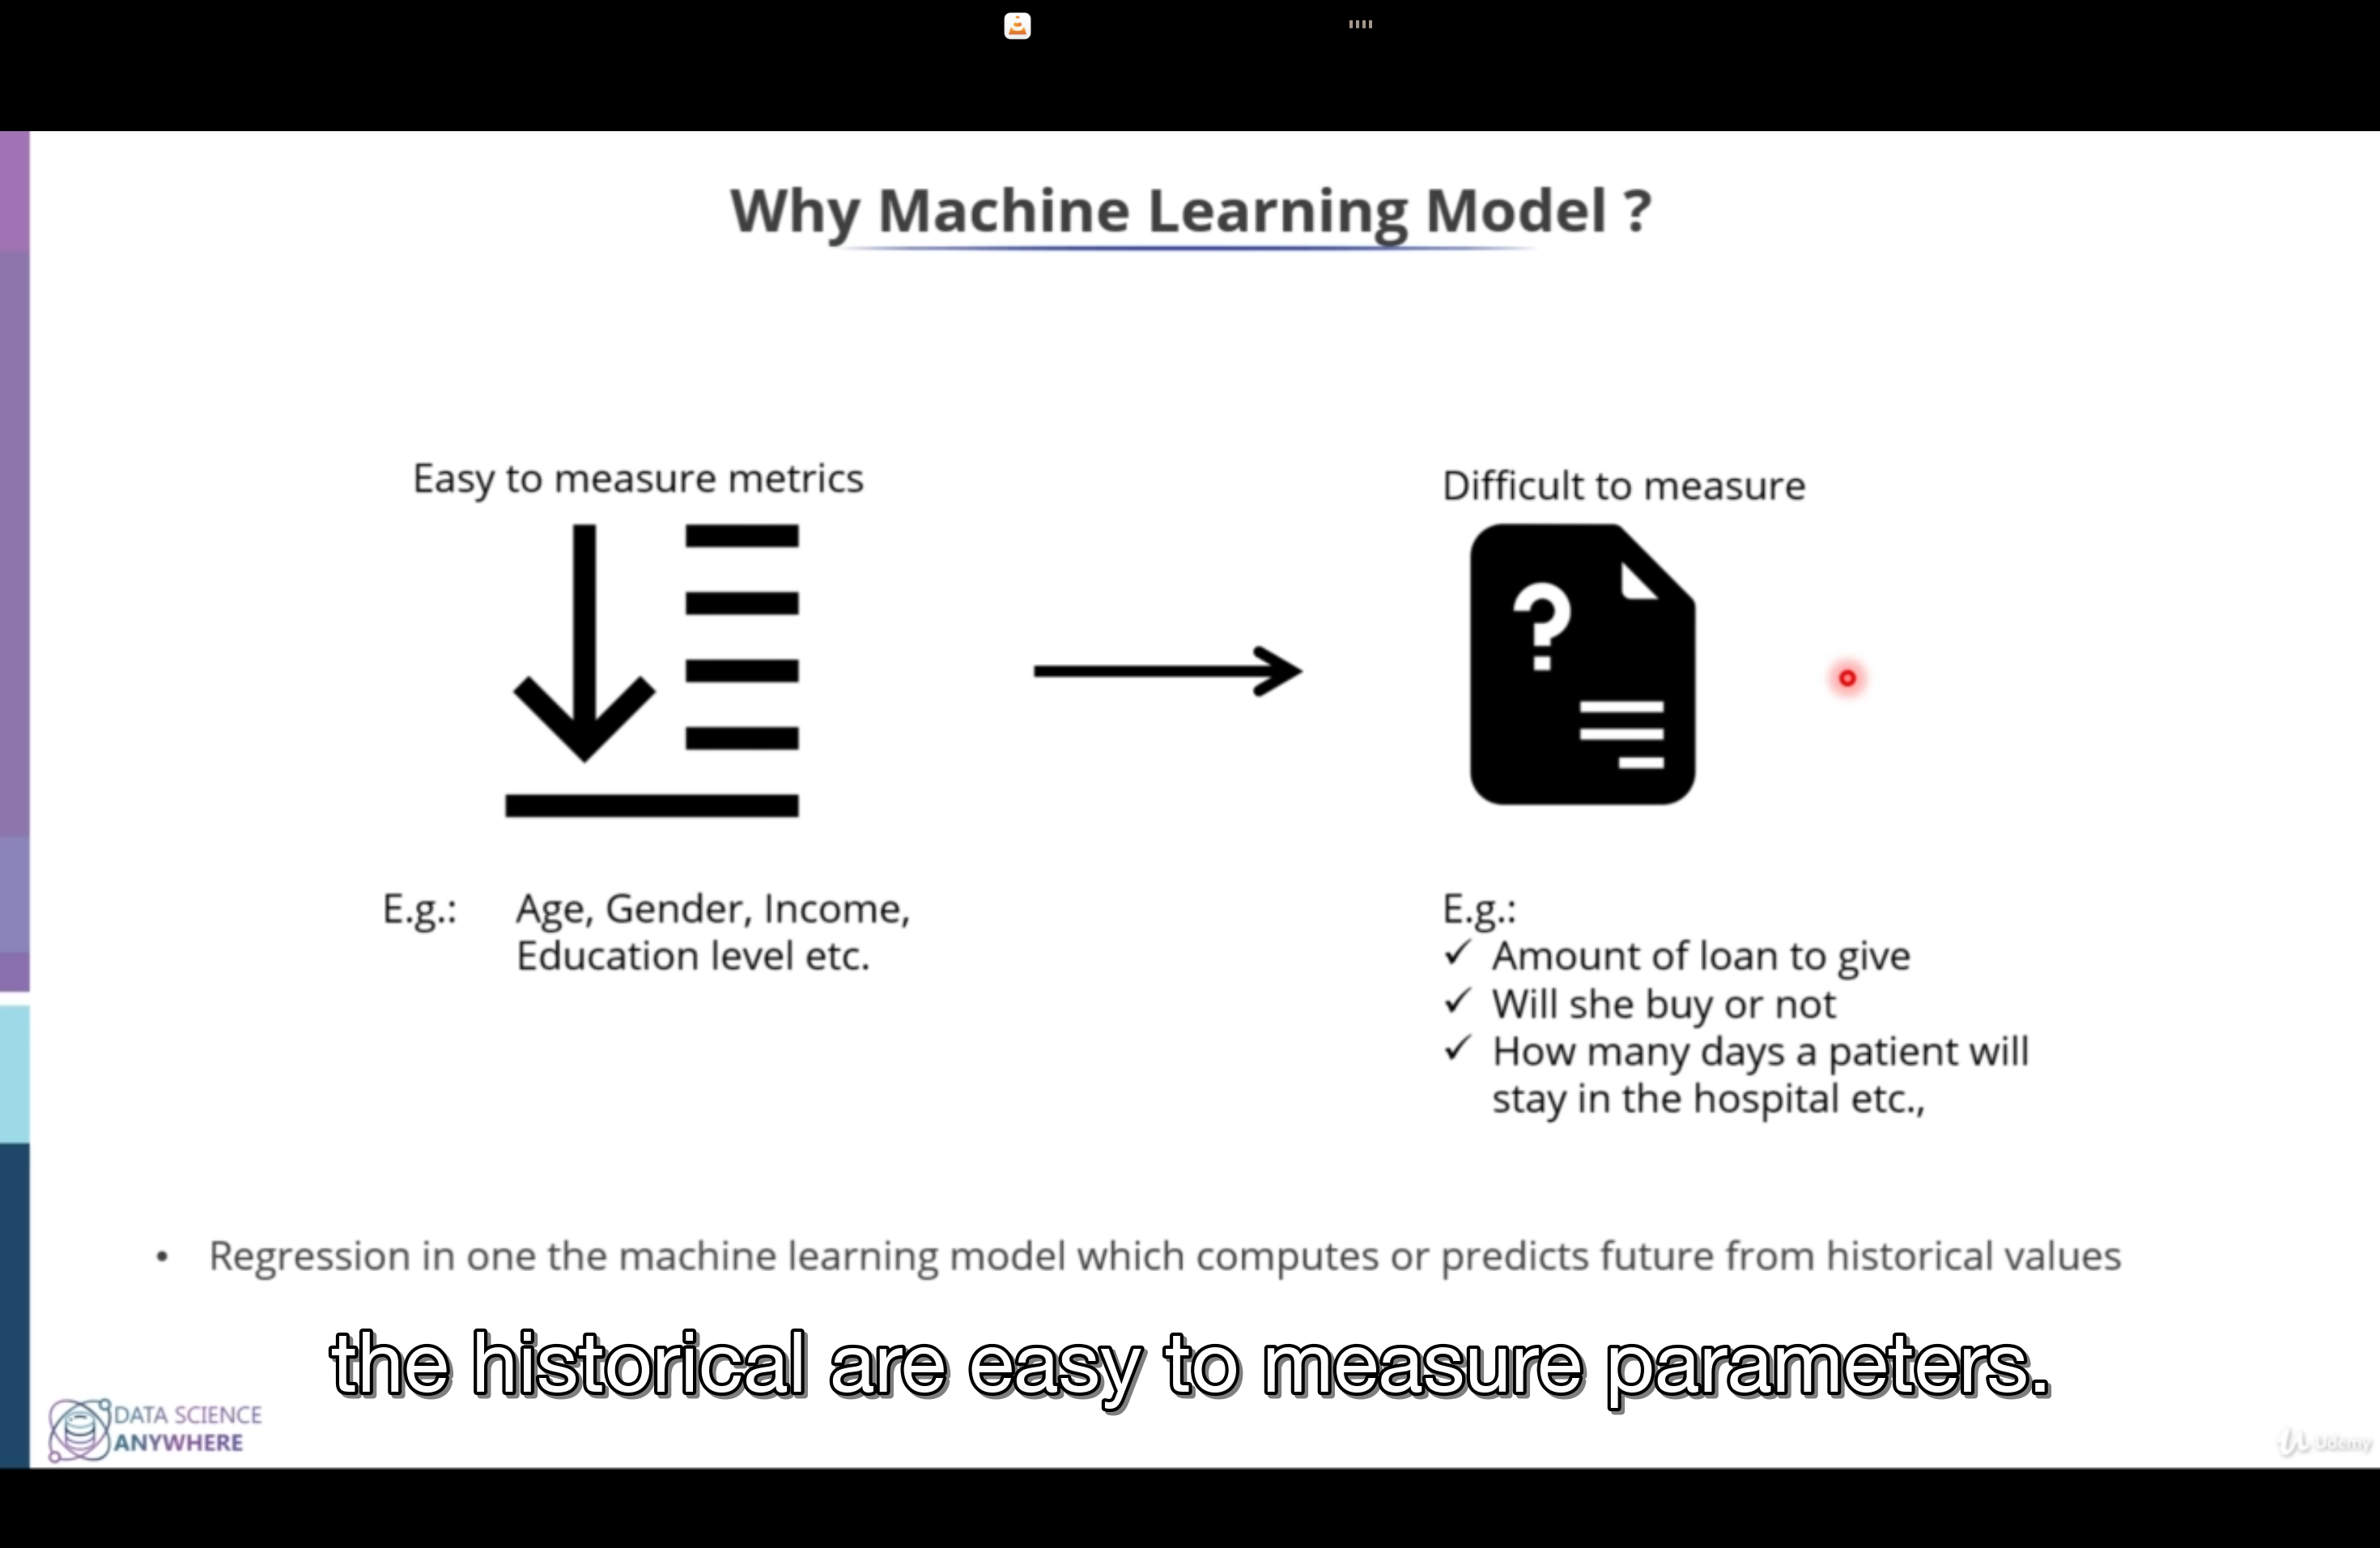 Why Machine Learning Model ?
Easy to measure metrics
Difficult to measure
?
E.g.: Age, Gender, Income,
Education level etc.
E.g.:
✓ Amount of loan to give
✓ Will she buy or not
✓ How many days a patient will
stay in the hospital etc.,
• Regression in one the machine learning model which computes or predicts future from historical values
the historical are easy to measure parameters.
DATA SCIENCE
ANYWHERE
Udemy